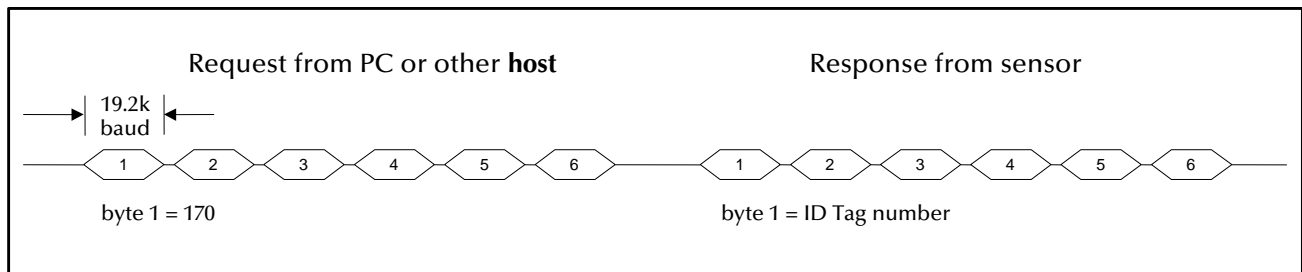 Request from PC or other host
Response from sensor
19.2k
baud
1 2 3 4 5 6 1 2 3 4 5 6
byte 1 = 170
byte 1 = ID Tag number